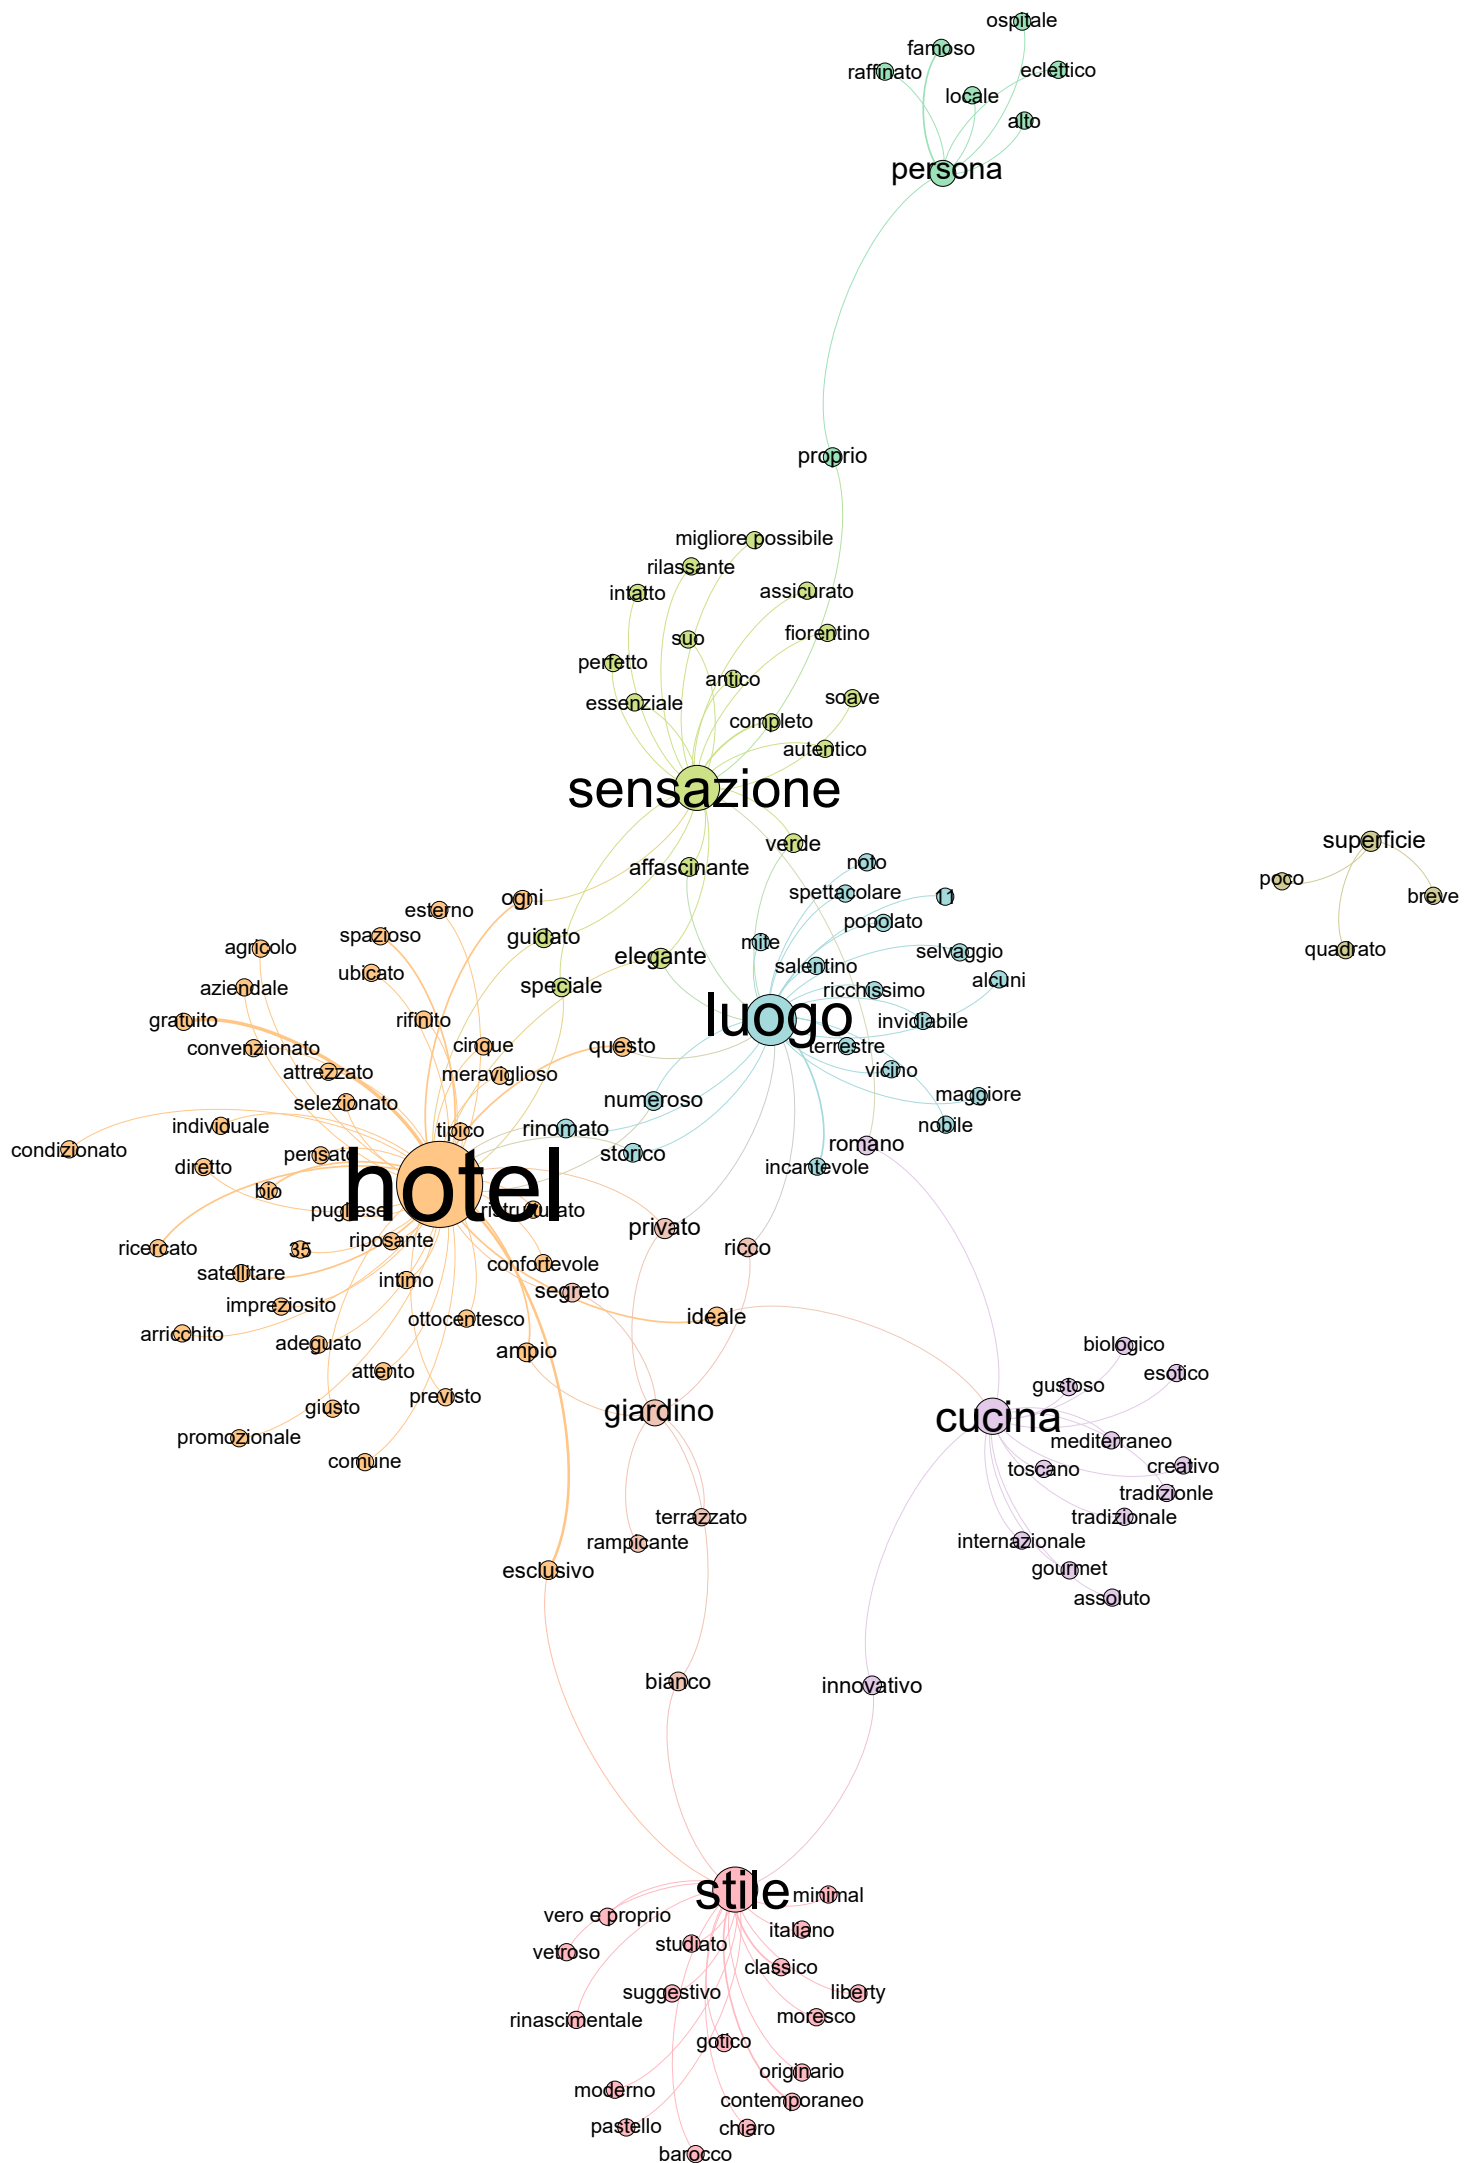 ospitale
famoso
raffinato
eclettico
locale
alto
persona
proprio
migliore possibile
rilassante
intatto
assicurato
suo
fiorentino
perfetto
antico
essenziale
soave
completo
autentico
sensazione
verde
superficie
affascinante
noto
poco
spettacolare
11
breve
ogni
esterno
popolato
spazioso
guidato
mite
agricolo
elegante
selvaggio
quadrato
salentino
ubicato
alcuni
aziendale
speciale
ricchissimo
gratuito
rifinito
luogo
invidiabile
convenzionato
cinque
questo
terrestre
attrezzato
meraviglioso
vicino
selezionato
numeroso
maggiore
individuale
tipico
rinomato
nobile
condizionato
pensato
storico
romano
diretto
incantevole
hotel
bio
pugliese
ristrutturato
privato
ricercato
35
riposante
ricco
satellitare
intimo
confortevole
segreto
impreziosito
ottocentesco
ideale
arricchito
adeguato
ampio
biologico
attento
esotico
gustoso
previsto
giusto
giardino
cucina
promozionale
mediterraneo
comune
toscano
creativo
tradizionle
terrazzato
tradizionale
rampicante
internazionale
esclusivo
gourmet
assoluto
bianco
innovativo
stile
minimal
vero e proprio
italiano
vetroso
studiato
classico
suggestivo
liberty
rinascimentale
moresco
gotico
originario
moderno
contemporaneo
pastello
chiaro
barocco